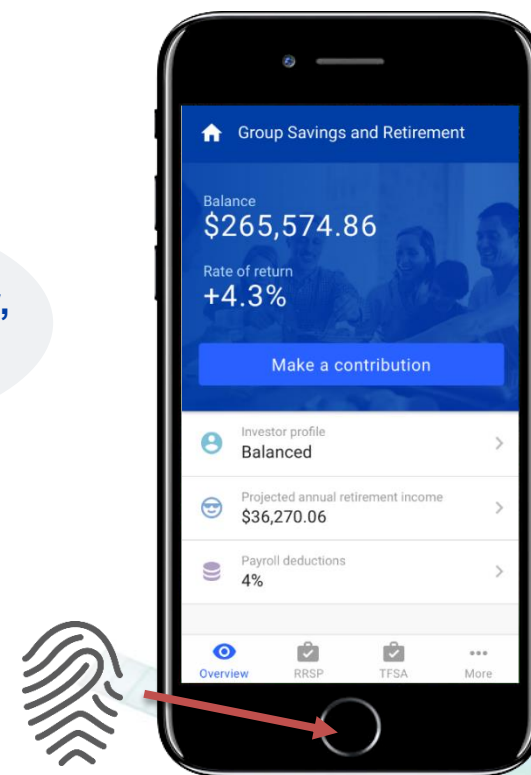 Group Savings and Retirement
Balance
$265,574.86
Rate of return
+4.3%
Make a contribution
Investor profile
Balanced
Projected annual retirement income
$36,270.06
Payroll deductions
4%
Overview RRSP TFSA More